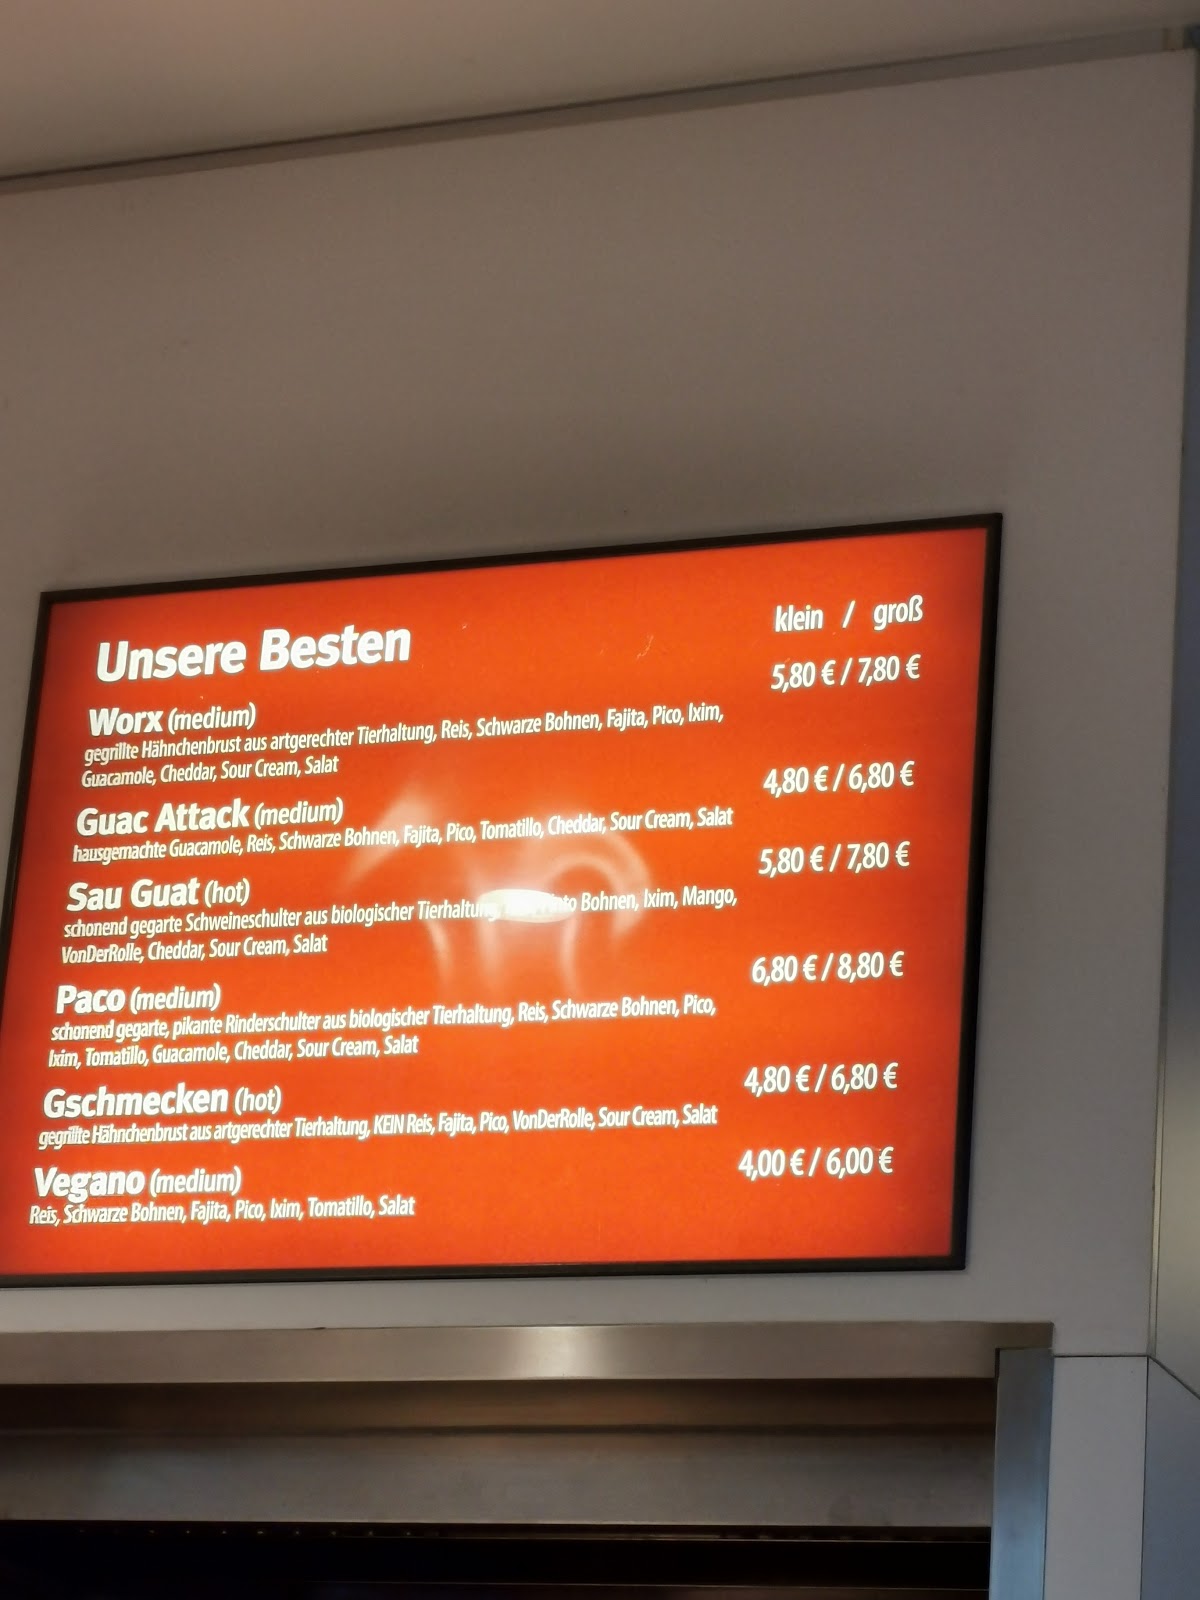 Unsere Besten
klein / groß
Worx (medium)
5,80 € / 7,80 €
gegrillte Hähnchenbrust aus artgerechter Tierhaltung, Reis, Schwarze Bohnen, Fajita, Pico, Ixim,
Guacamole, Cheddar, Sour Cream, Salat
Guac Attack (medium)
4,80 € / 6,80 €
hausgemachte Guacamole, Reis, Schwarze Bohnen, Fajita, Pico, Tomatillo, Cheddar, Sour Cream, Salat
Sau Guat (hot)
5,80 € / 7,80 €
schonend gegarte Schweineschulter aus biologischer Tierhaltung, Bohnen, Ixim, Mango,
VonDerRolle, Cheddar, Sour Cream, Salat
Paco (medium)
6,80 € / 8,80 €
schonend gegarte, pikante Rinderschulter aus biologischer Tierhaltung, Reis, Schwarze Bohnen, Pico,
Ixim, Tomatillo, Guacamole, Cheddar, Sour Cream, Salat
Gschmecken (hot)
4,80 € / 6,80 €
gegrillte Hähnchenbrust aus artgerechter Tierhaltung, KEIN Reis, Fajita, Pico, VonDerRolle, Sour Cream, Salat
Vegano (medium)
4,00 € / 6,00 €
Reis, Schwarze Bohnen, Fajita, Pico, Ixim, Tomatillo, Salat